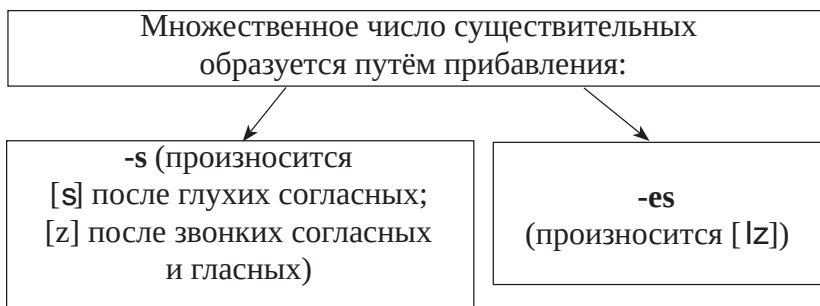 Множественное число существительных
образуется путём прибавления:
-s (произносится
[s] после глухих согласных;
[z] после звонких согласных
и гласных)
-es
(произносится [Iz])